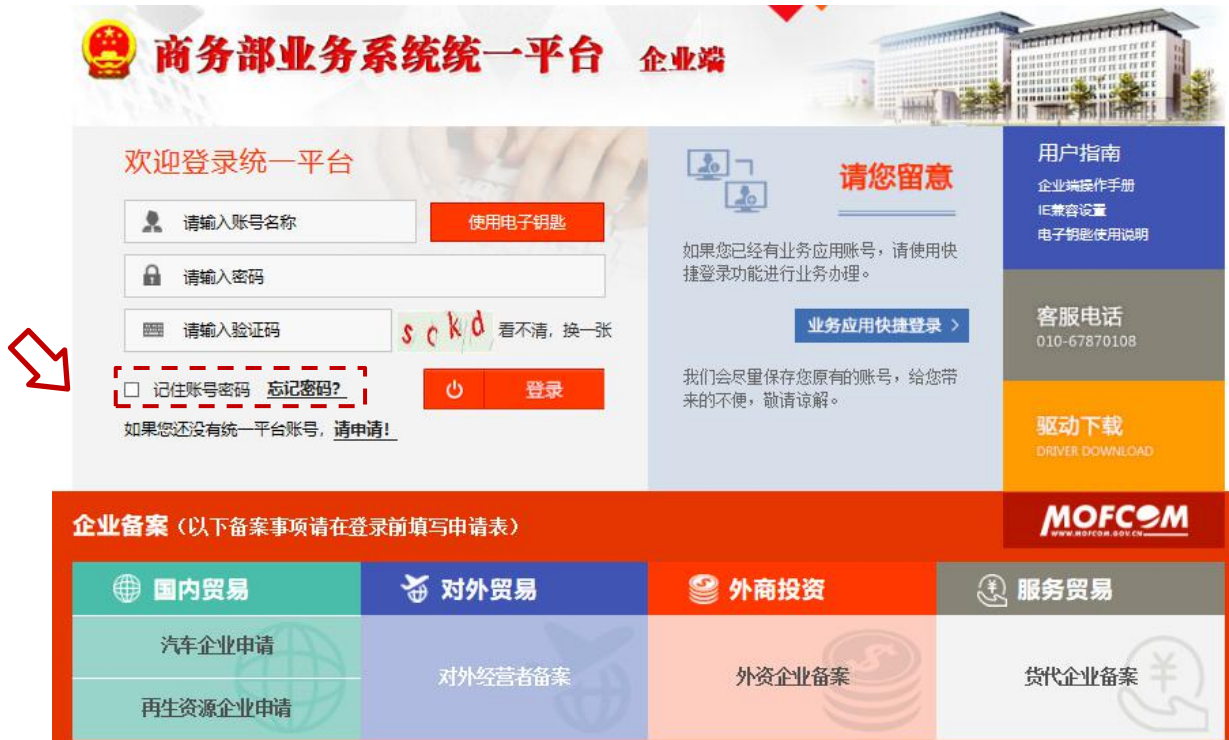 商务部业务系统统一平台 企业端
欢迎登录统一平台
请输入账号名称
使用电子钥匙
请输入密码
请输入验证码
sckd
看不清，换一张
记住账号密码 忘记密码?
登录
如果您还没有统一平台账号, 请申请!
请您留意
如果您已经有业务应用账号，请使用快
捷登录功能进行业务办理。
业务应用快捷登录 >
我们会尽量保存您原有的账号，给您带
来的不便，敬请谅解。
用户指南
企业端操作手册
IE兼容设置
电子钥匙使用说明
客服电话
010-67870108
驱动下载
DRIVER DOWNLOAD
企业备案（以下备案事项请在登录前填写申请表）
MOFCOM
WWW.MOFCOM.GOV.CN
国内贸易
对外贸易
外商投资
服务贸易
汽车企业申请
再生资源企业申请
对外经营者备案
外资企业备案
货代企业备案